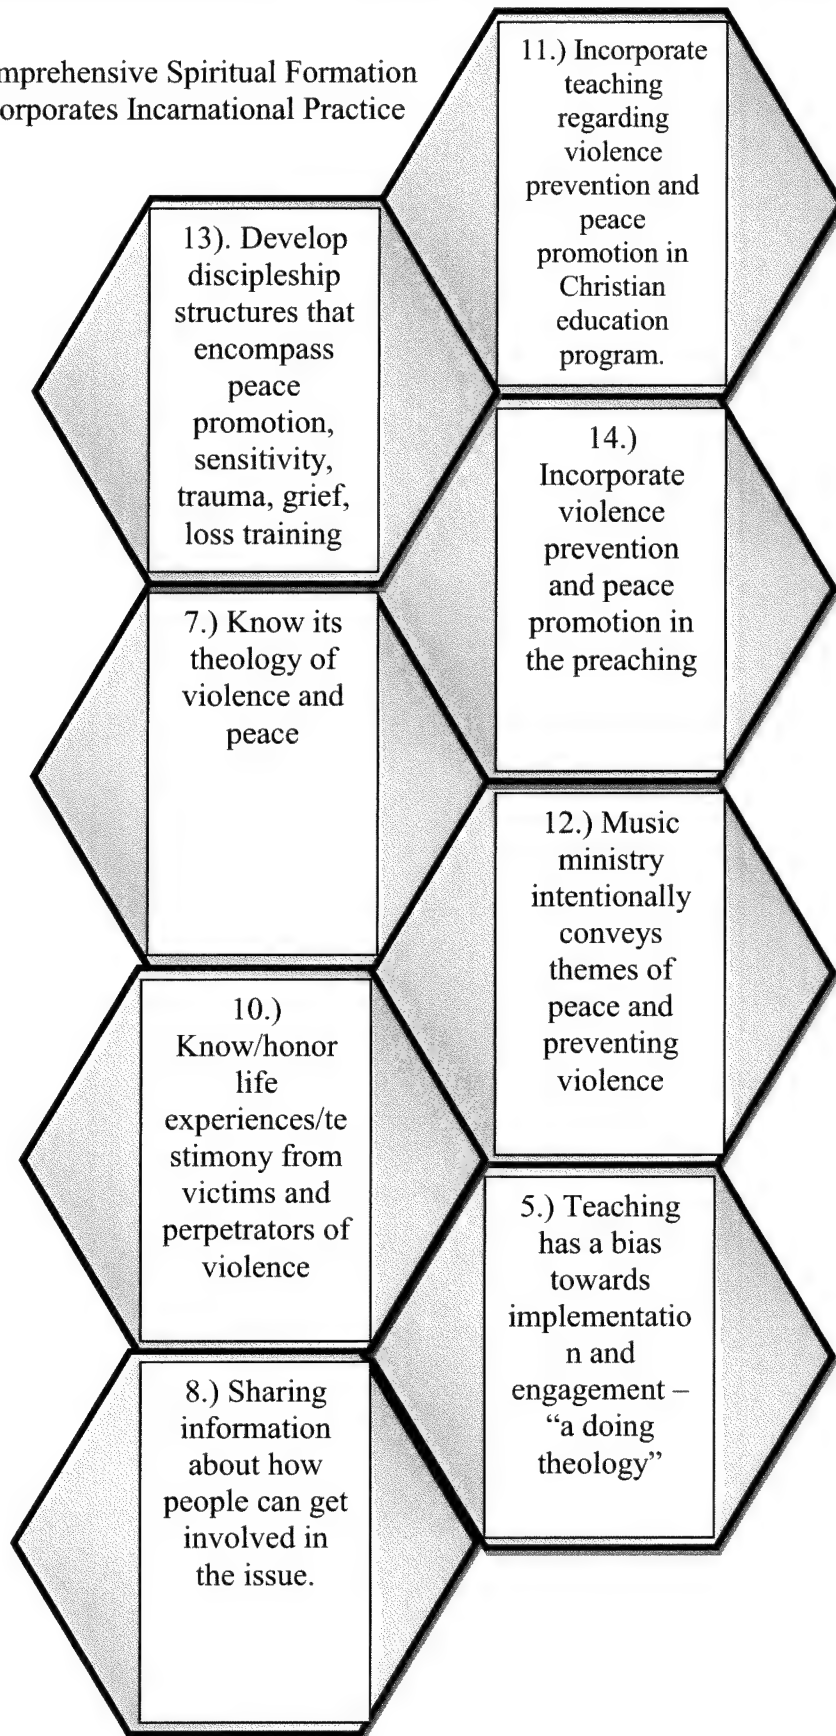 mprehensive Spiritual Formation
orporates Incarnational Practice
11.) Incorporate
teaching
regarding
violence
prevention and
peace
promotion in
Christian
education
program.
13). Develop
discipleship
structures that
encompass
peace
promotion,
sensitivity,
trauma, grief,
loss training
14.)
Incorporate
violence
prevention
and peace
promotion in
the preaching
7.) Know its
theology of
violence and
peace
12.) Music
ministry
intentionally
conveys
themes of
peace and
preventing
violence
10.)
Know/honor
life
experiences/te
stimony from
victims and
perpetrators of
violence
5.) Teaching
has a bias
towards
implementatio
n and
engagement –
“a doing
theology”
8.) Sharing
information
about how
people can get
involved in
the issue.